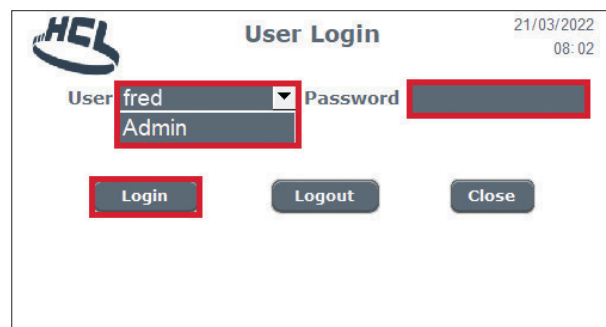 HCL
User Login
21/03/2022
08:02
User fred Password
Admin
Login Logout Close